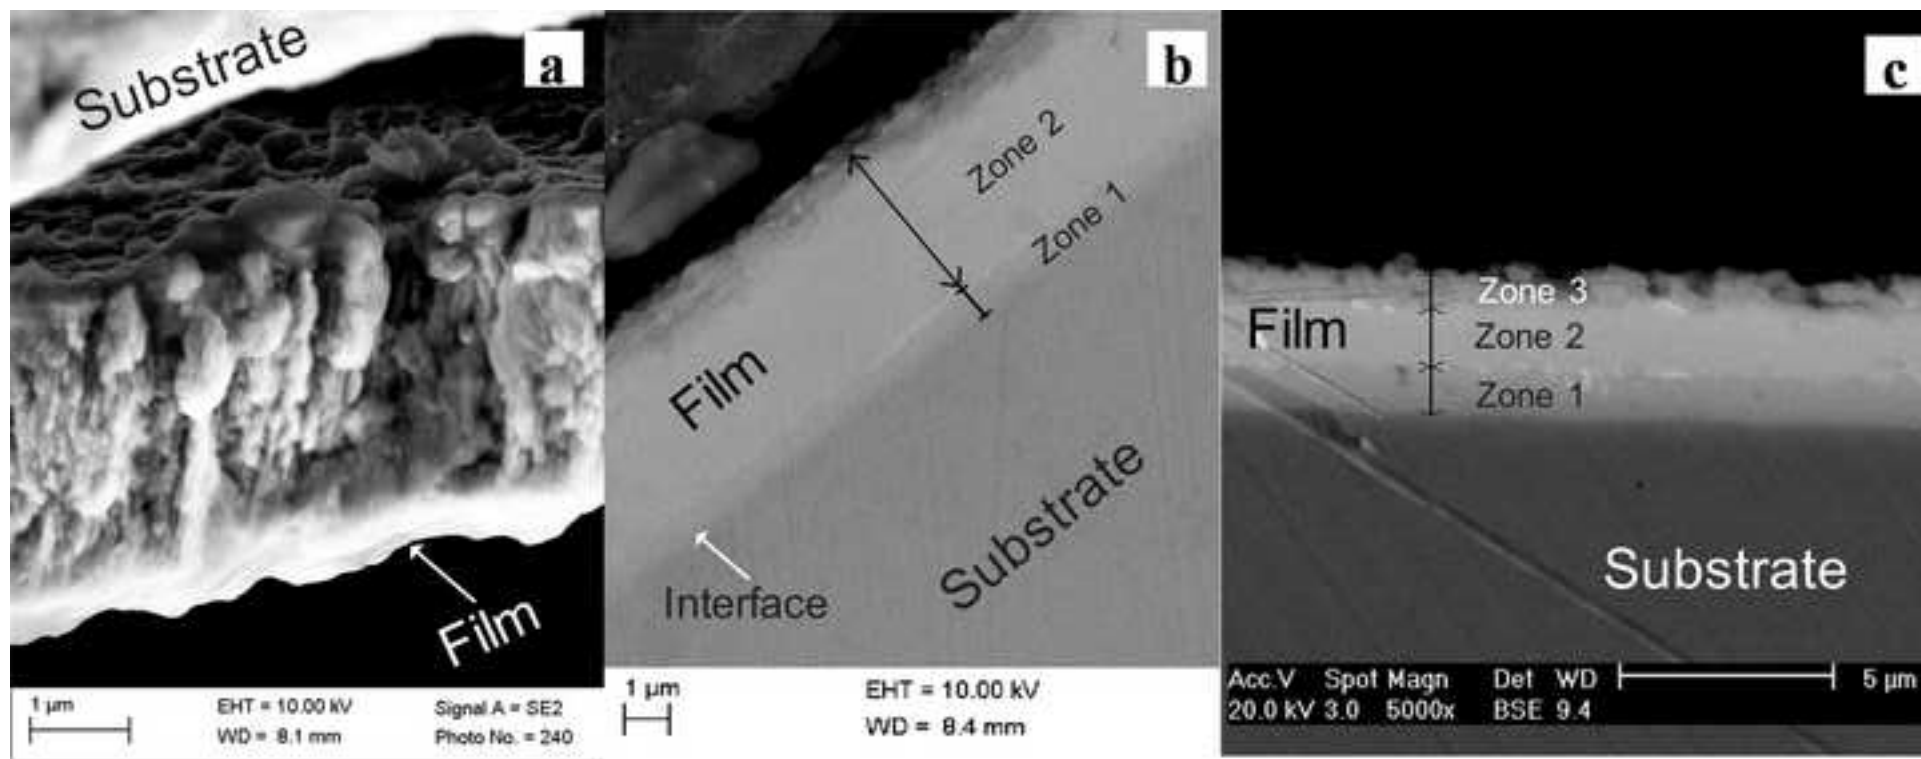 Substrate
a
Film
1 µm
EHT = 10.00 kV
Signal A = SE2
WD = 8.1 mm
Photo No. = 240
b
Zone 2
Zone 1
Film
Substrate
Interface
1 µm
EHT = 10.00 kV
WD = 8.4 mm
c
Zone 3
Film
Zone 2
Zone 1
Substrate
Acc.V Spot Magn Det WD 5 µm
20.0 kV 3.0 5000x BSE 9.4